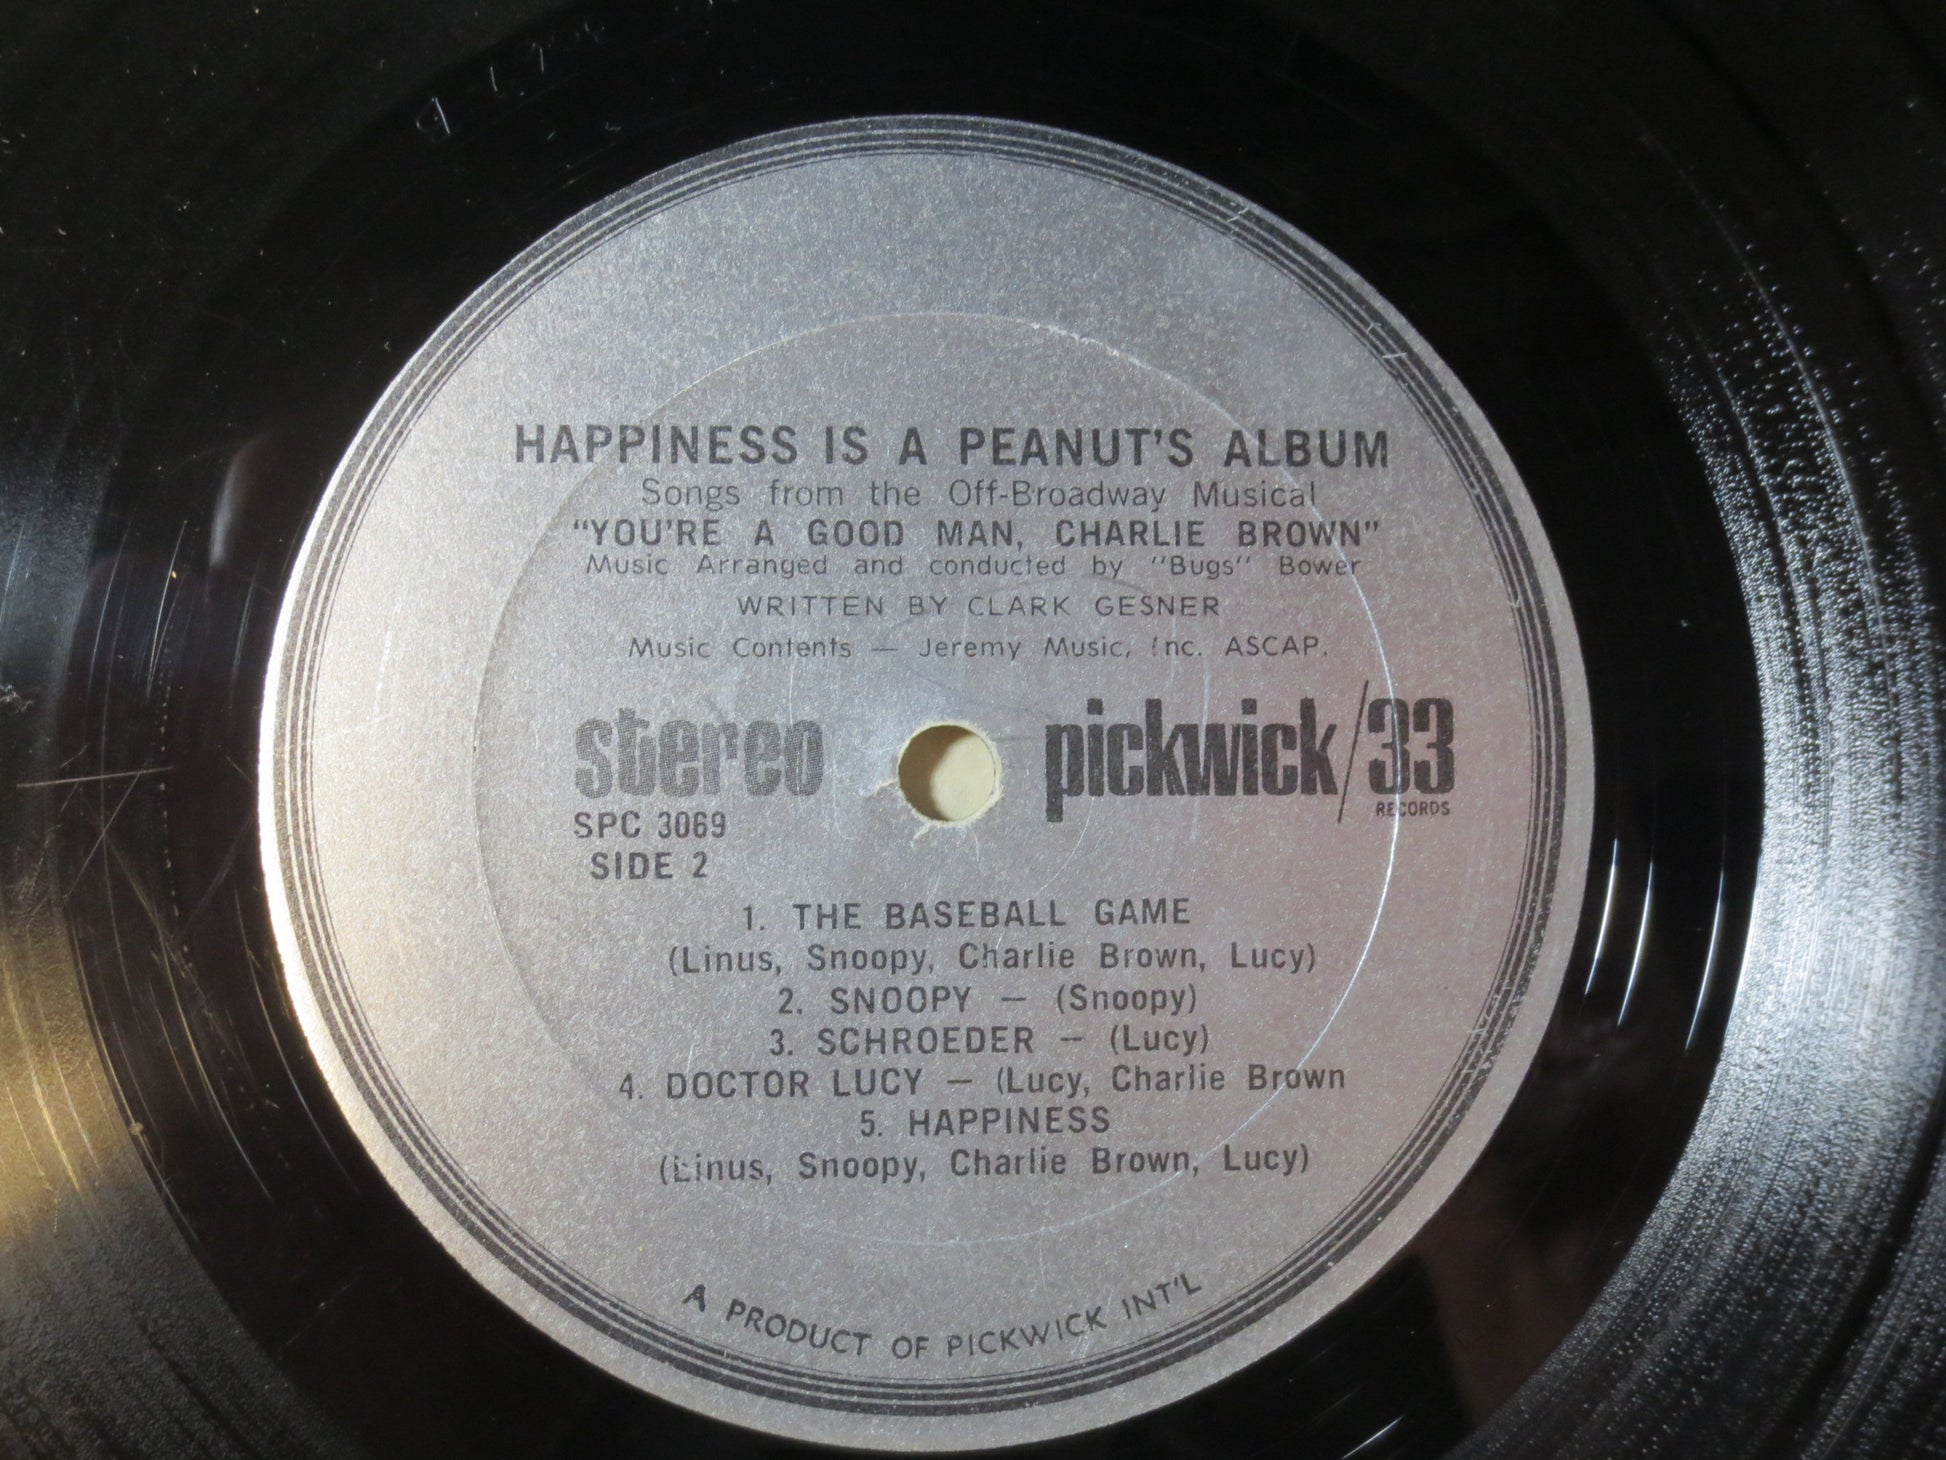 HAPPINESS IS A PEANUT'S ALBUM
Songs from the Off-Broadway Musical
"YOU'RE A GOOD MAN, CHARLIE BROWN"
Music Arranged and conducted by "Bugs" Bower
WRITTEN BY CLARK GESNER
Music Contents — Jeremy Music, Inc. ASCAP.
stereo
pickwick/33
RECORDS
SPC 3069
SIDE 2
1. THE BASEBALL GAME
(Linus, Snoopy, Charlie Brown, Lucy)
2. SNOOPY — (Snoopy)
3. SCHROEDER — (Lucy)
4. DOCTOR LUCY — (Lucy, Charlie Brown
5. HAPPINESS
(Linus, Snoopy, Charlie Brown, Lucy)
A PRODUCT OF PICKWICK INT'L